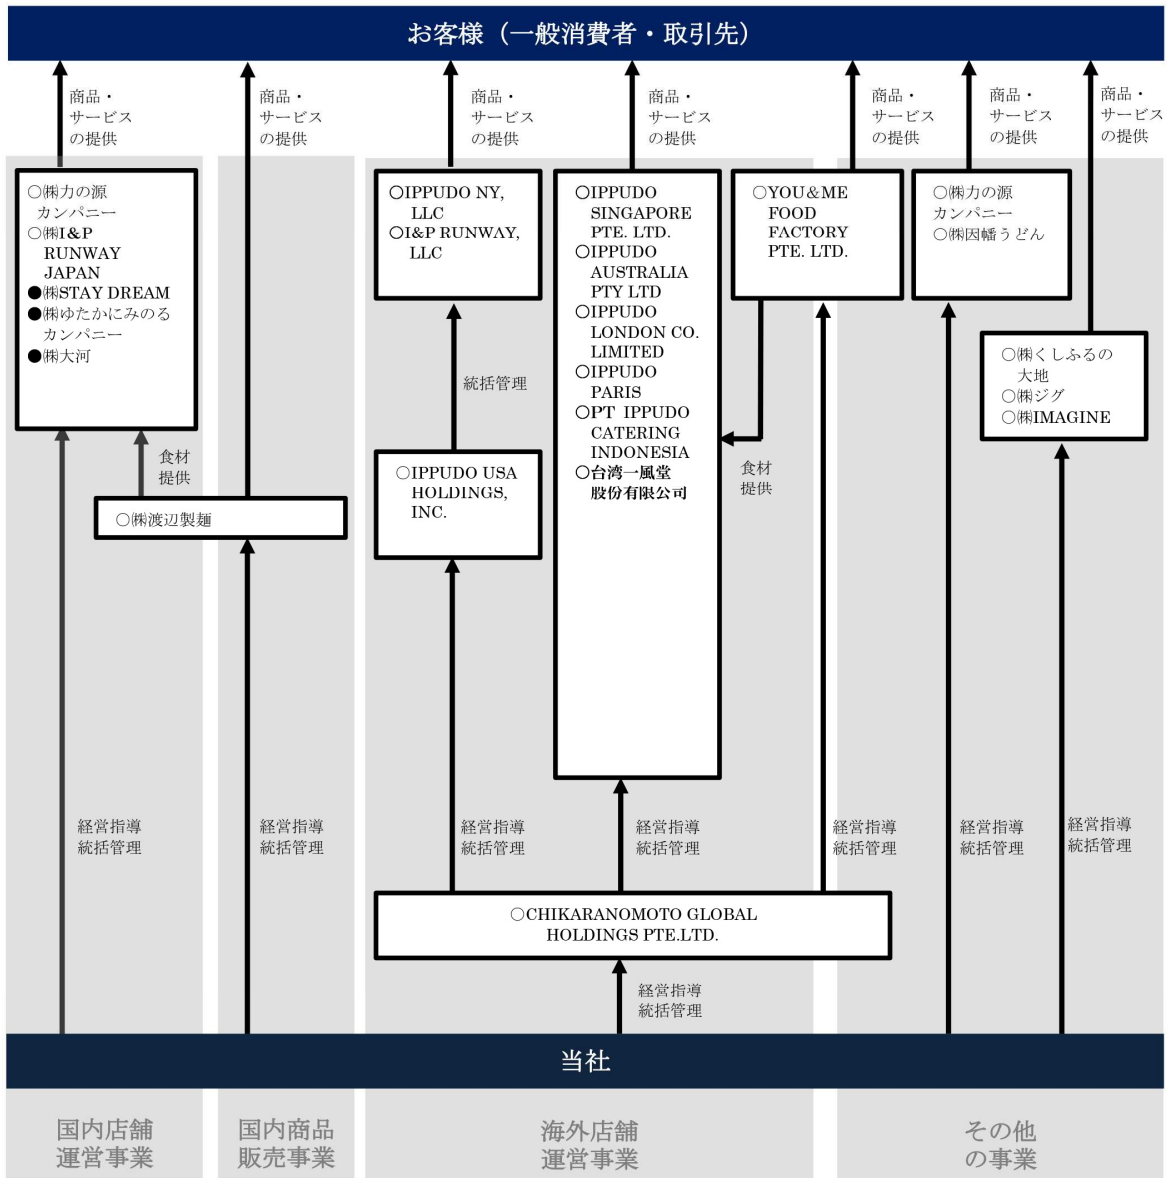 お客様（一般消費者・取引先）
商品・
サービス
の提供
商品・
サービス
の提供
商品・
サービス
の提供
商品・
サービス
の提供
商品・
サービス
の提供
商品・
サービス
の提供
商品・
サービス
の提供
○㈱力の源
カンパニー
○㈱I&P
RUNWAY
JAPAN
●㈱STAY DREAM
●㈱ゆたかにみのる
カンパニー
●㈱大河
食材
提供
○㈱渡辺製麺
○IPPUDO NY,
LLC
○I&P RUNWAY,
LLC
統括管理
○IPPUDO USA
HOLDINGS,
INC.
○IPPUDO
SINGAPORE
PTE. LTD.
○IPPUDO
AUSTRALIA
PTY LTD
○IPPUDO
LONDON CO.
LIMITED
○IPPUDO
PARIS
○PT IPPUDO
CATERING
INDONESIA
○台湾一風堂
股份有限公司
○YOU&ME
FOOD
FACTORY
PTE. LTD.
食材
提供
○㈱力の源
カンパニー
○㈱因幡うどん
○㈱くしふるの
大地
○㈱ジグ
○㈱IMAGINE
経営指導
統括管理
経営指導
統括管理
経営指導
統括管理
経営指導
統括管理
経営指導
統括管理
経営指導
統括管理
経営指導
統括管理
○CHIKARANOMOTO GLOBAL
HOLDINGS PTE.LTD.
経営指導
統括管理
当社
国内店舗
運営事業
国内商品
販売事業
海外店舗
運営事業
その他
の事業